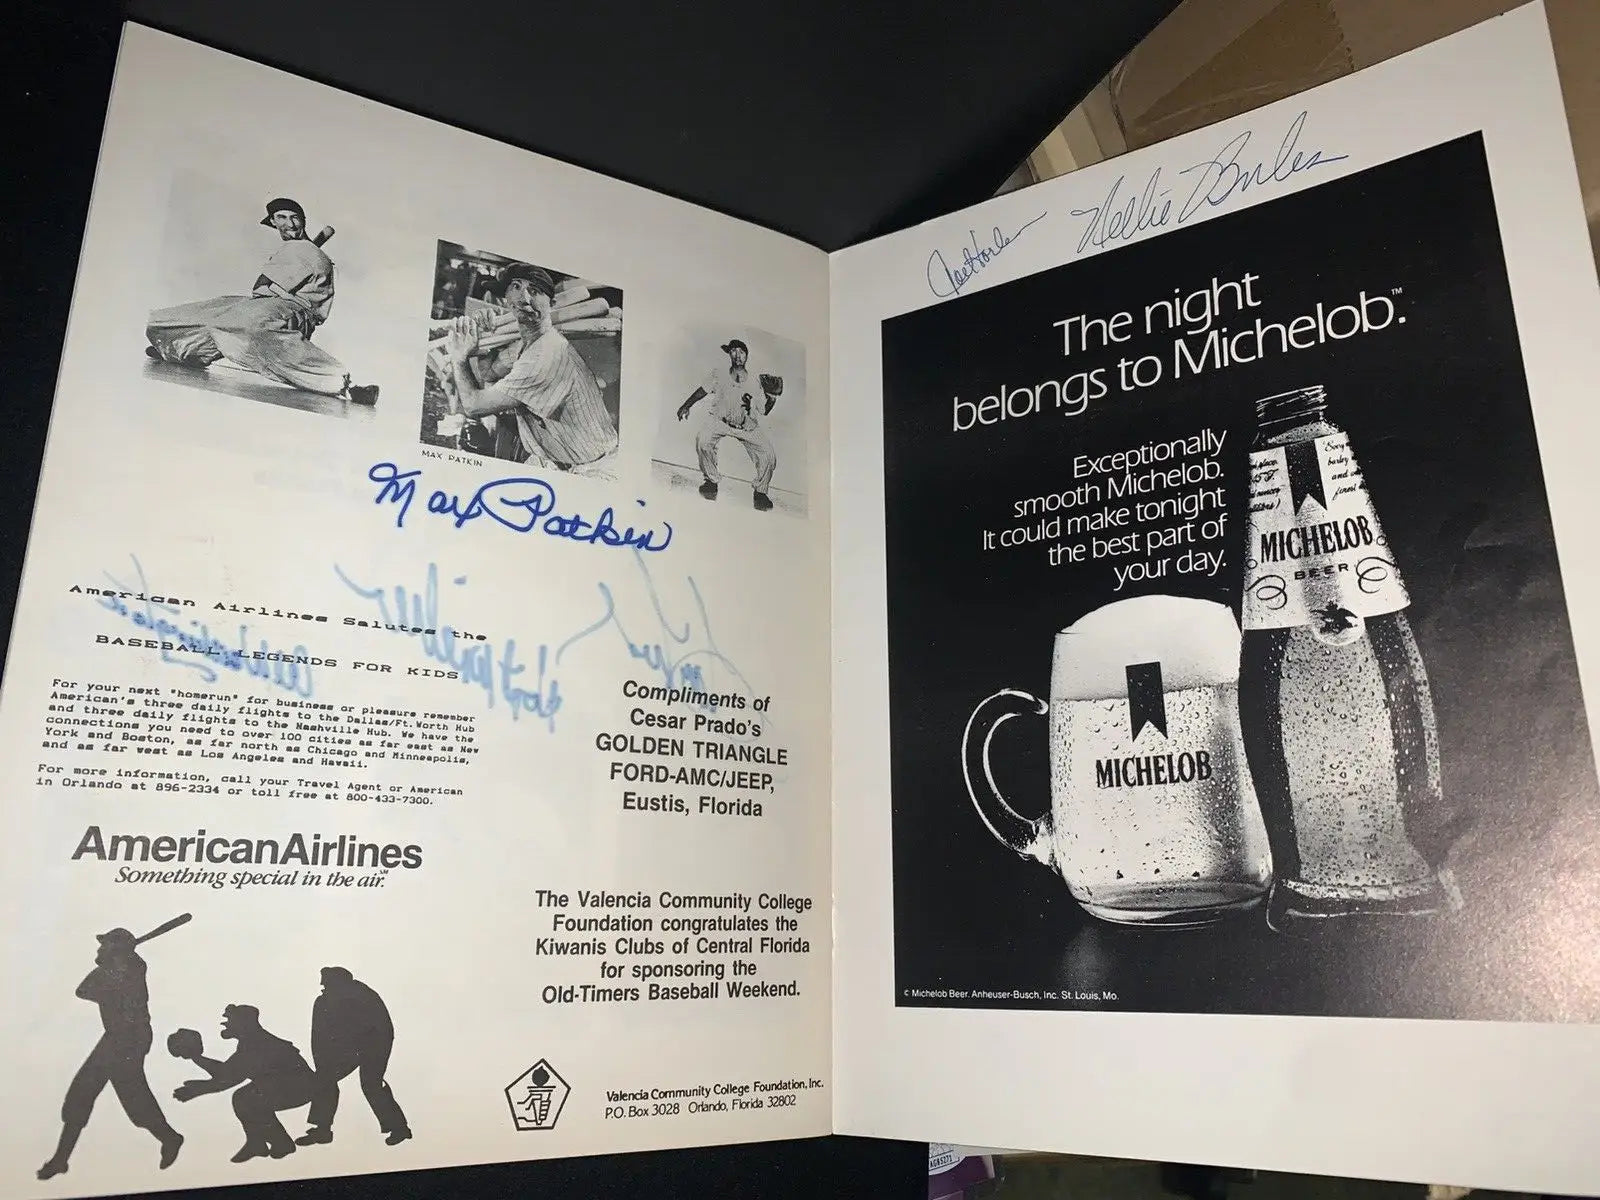 MAX PATKIN
Max Patkin
American Airlines Salutes the
BASEBALL LEGENDS FOR KIDS
For your next "homerun" for business or pleasure remember
American's three daily flights to the Dallas/Ft. Worth Hub
and three daily flights to the Nashville Hub. We have the
connections you need to over 100 cities as far east as New
York and Boston, as far north as Chicago and Minneapolis,
and as far west as Los Angeles and Hawaii.
For more information, call your Travel Agent or American
in Orlando at 896-2334 or toll free at 800-433-7300.
AmericanAirlines
Something special in the air.
Compliments of
Cesar Prado's
GOLDEN TRIANGLE
FORD-AMC/JEEP,
Eustis, Florida
The Valencia Community College
Foundation congratulates the
Kiwanis Clubs of Central Florida
for sponsoring the
Old-Timers Baseball Weekend.
Valencia Community College Foundation, Inc.
P.O. Box 3028 Orlando, Florida 32802
Joe Horlen
Nellie Briles
The night
belongs to Michelob.™
Exceptionally
smooth Michelob.
It could make tonight
the best part of
your day.
MICHELOB
BEER
MICHELOB
© Michelob Beer. Anheuser-Busch, Inc. St. Louis, Mo.